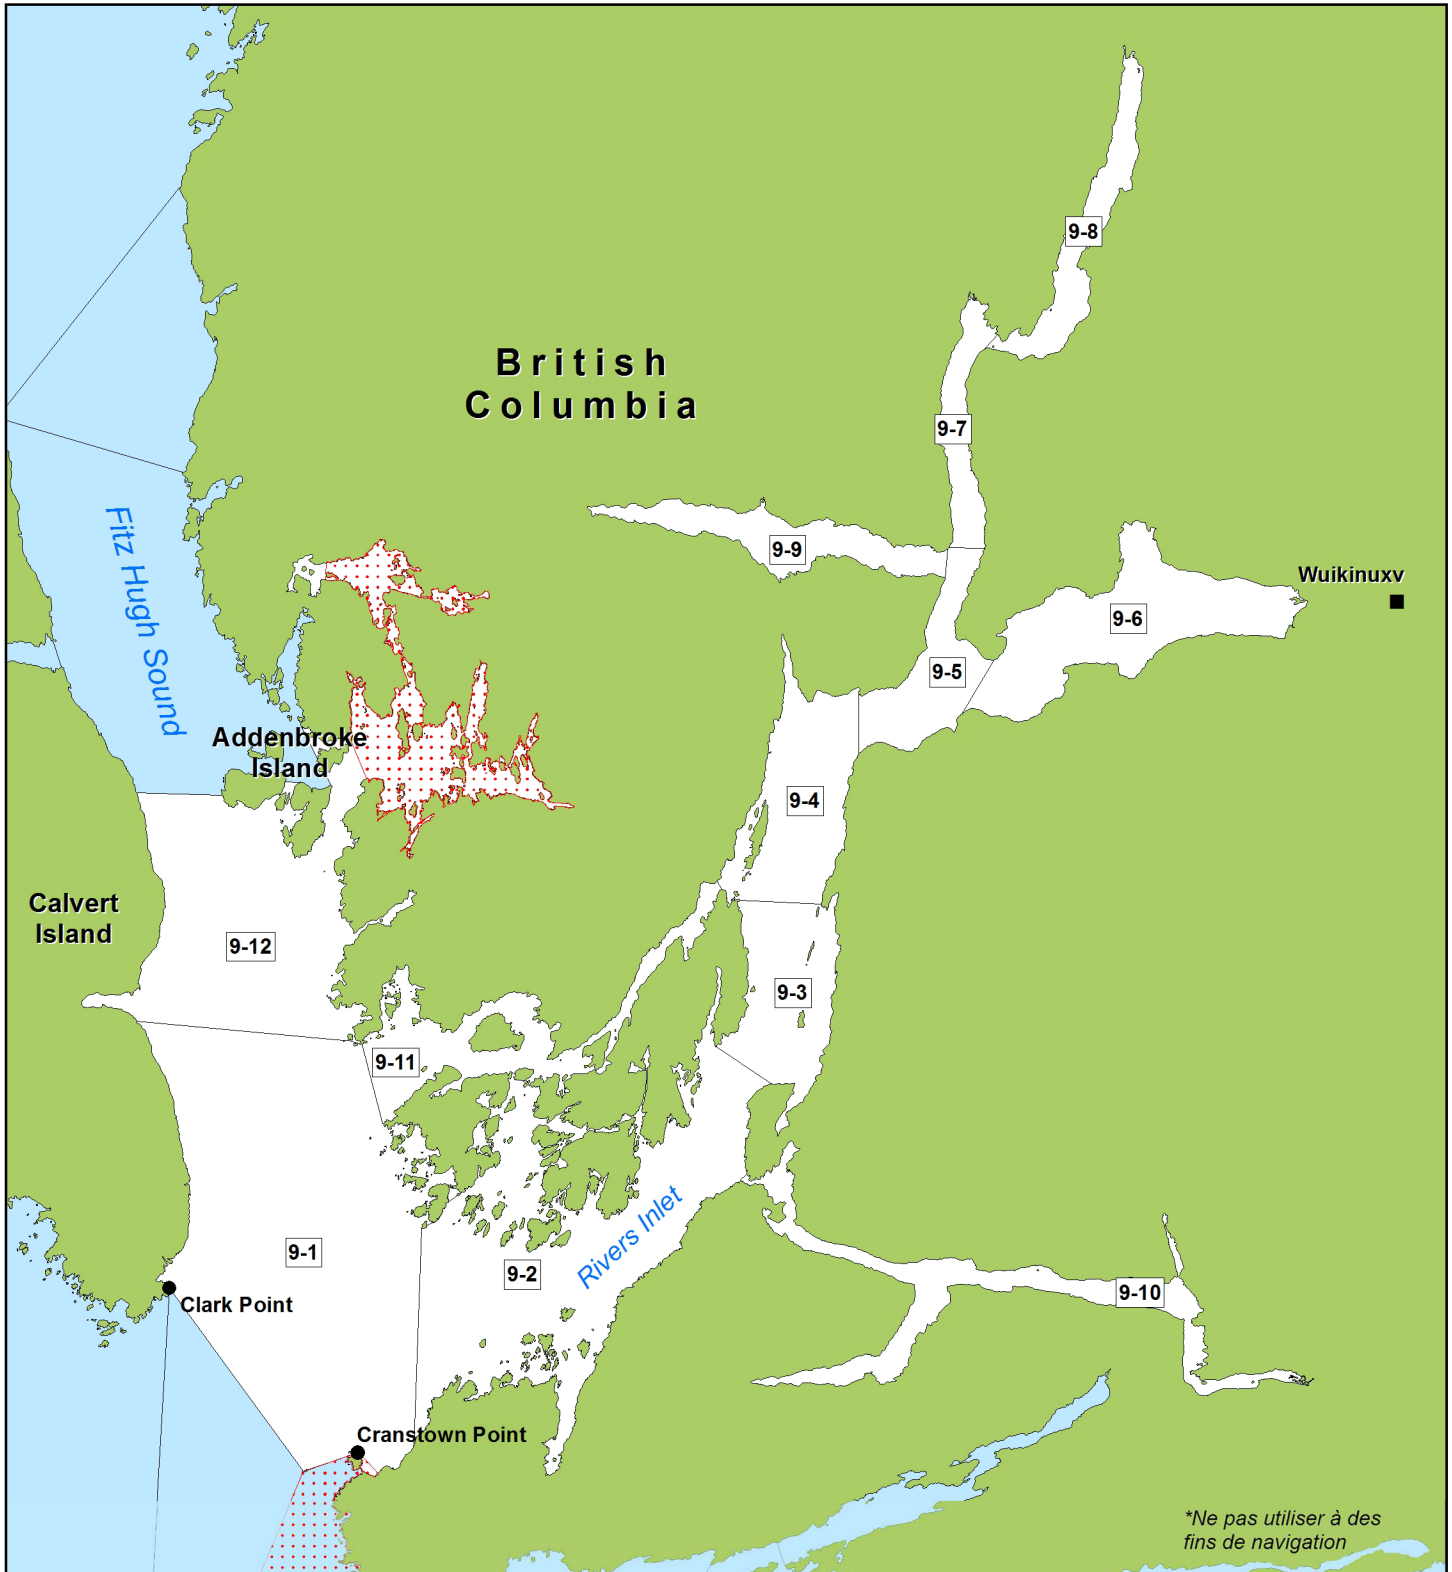 9-8
British
Columbia
9-7
Fitz Hugh Sound
9-9
Wuikinuxv
9-6
9-5
Addenbroke
Island
9-4
Calvert
Island
9-12
9-3
9-11
Rivers Inlet
9-1
9-2
9-10
Clark Point
Cranstown Point
*Ne pas utiliser à des
fins de navigation